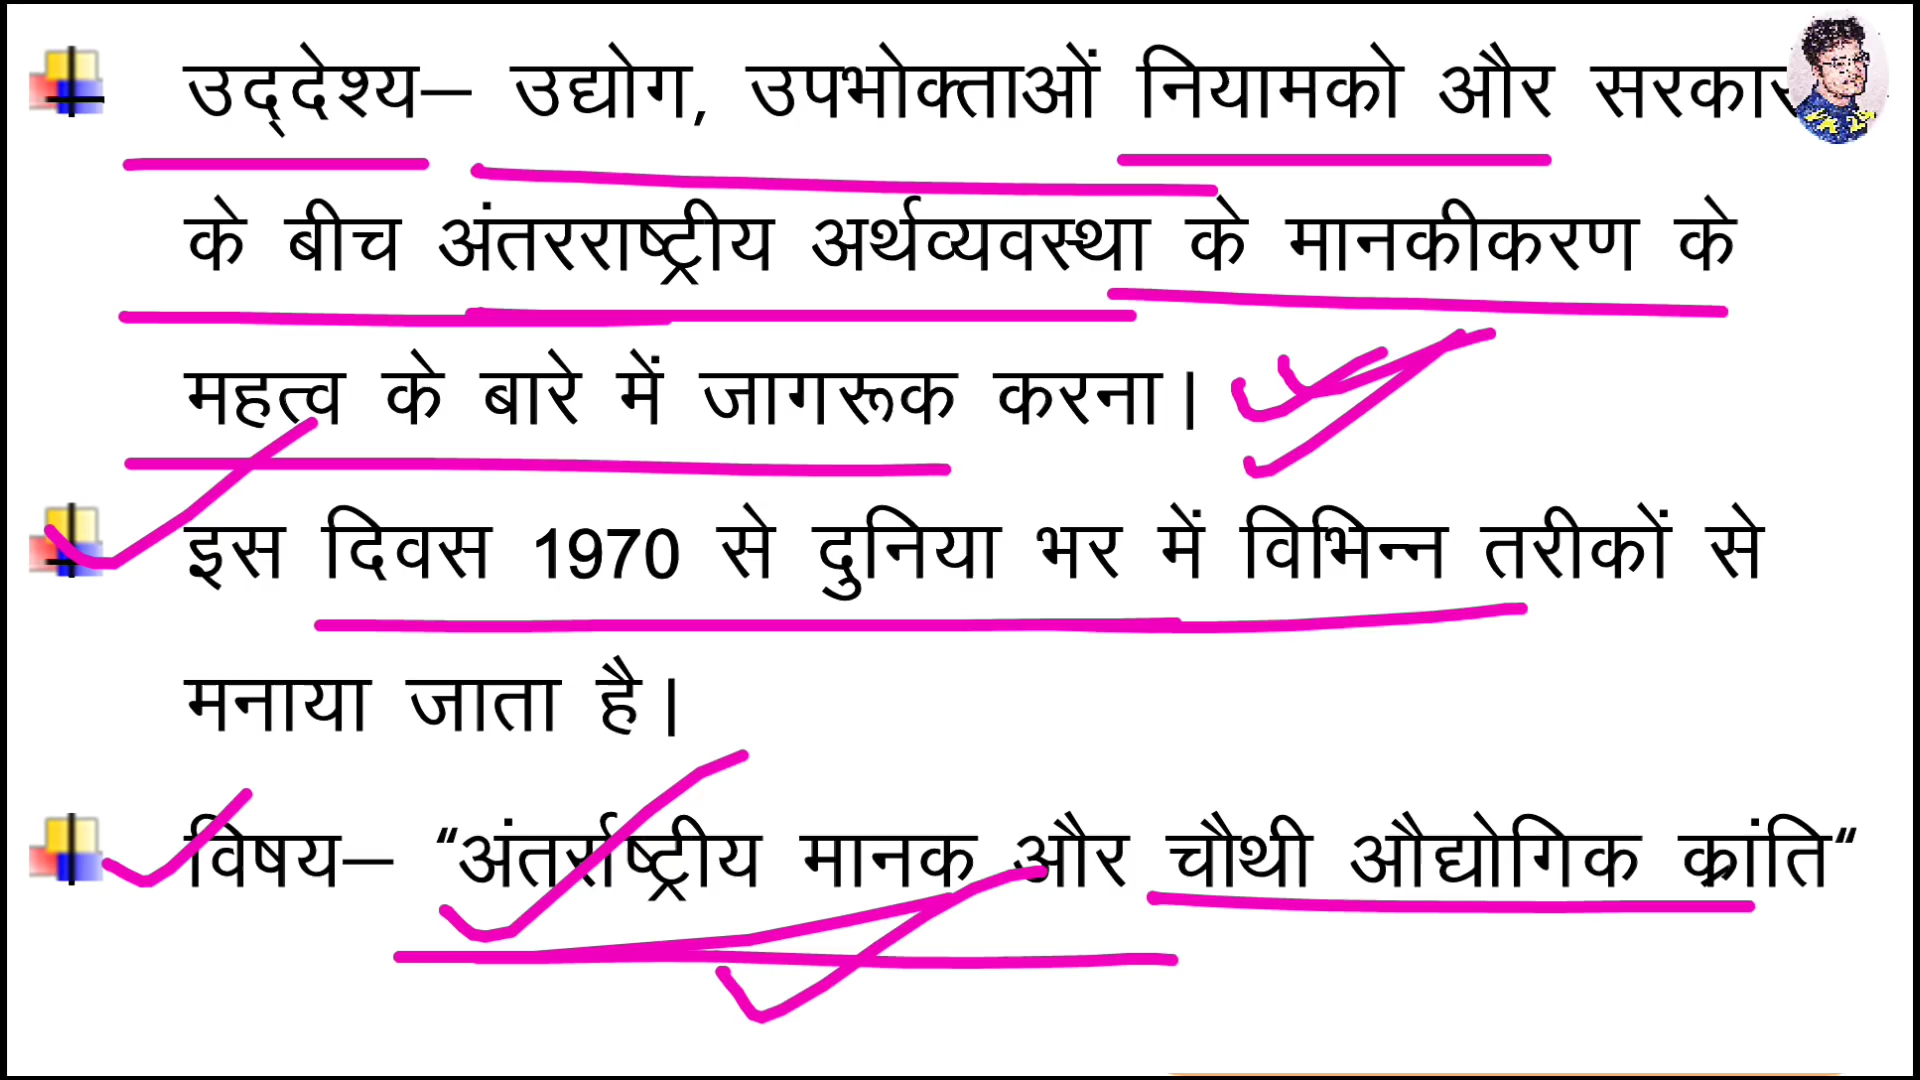 उद्देश्य– उद्योग, उपभोक्ताओं नियामको और सरकार
के बीच अंतरराष्ट्रीय अर्थव्यवस्था के मानकीकरण के
महत्व के बारे में जागरूक करना।
इस दिवस 1970 से दुनिया भर में विभिन्न तरीकों से
मनाया जाता है।
विषय– “अंतर्राष्ट्रीय मानक और चौथी औद्योगिक क्रांति“